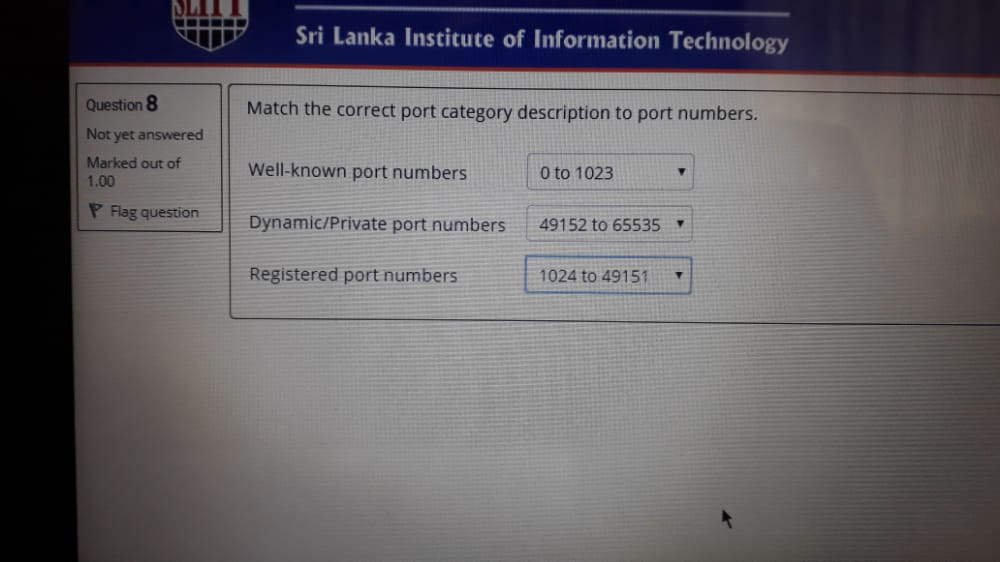 SLIIT
Sri Lanka Institute of Information Technology
Question 8
Not yet answered
Marked out of
1.00
Flag question
Match the correct port category description to port numbers.
Well-known port numbers 0 to 1023
Dynamic/Private port numbers 49152 to 65535
Registered port numbers 1024 to 49151